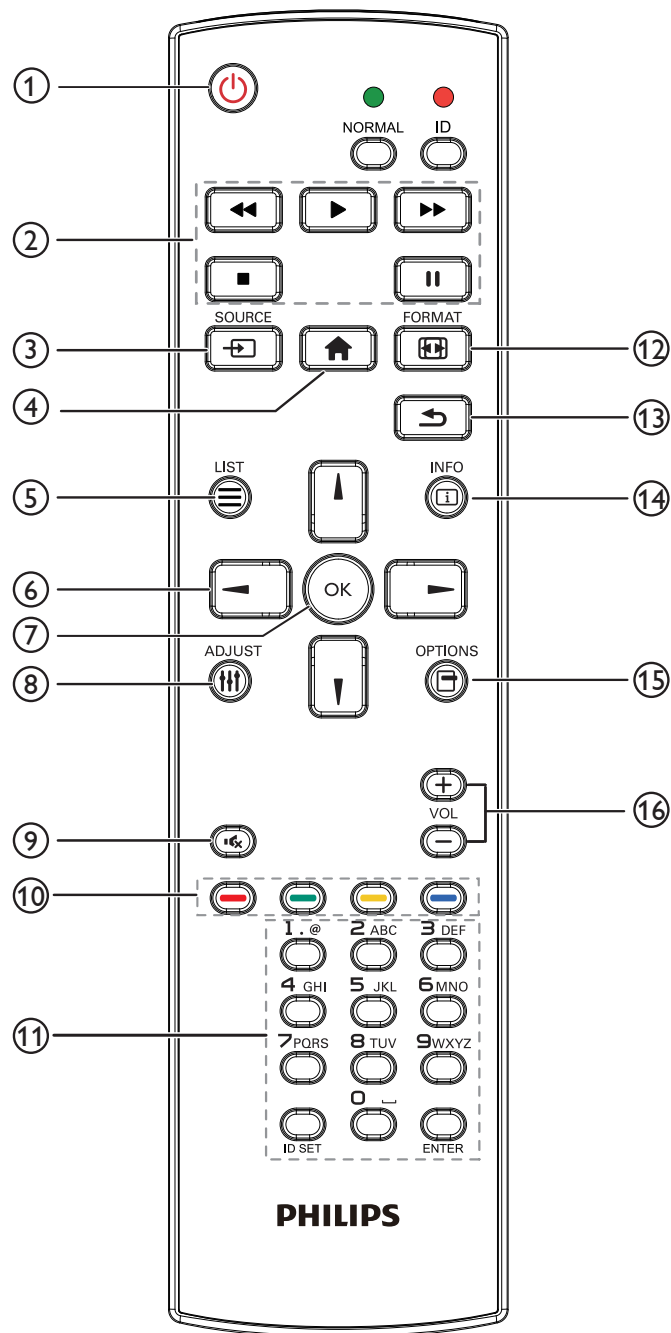 1
NORMAL ID
2
SOURCE FORMAT
3
12
4
13
LIST INFO
5
i
14
6
OK
7
ADJUST OPTIONS
8
15
VOL
16
9
10
1 . @ 2 ABC 3 DEF
4 GHI 5 JKL 6 MNO
11
7 PQRS 8 TUV 9 WXYZ
0
ID SET ENTER
PHILIPS